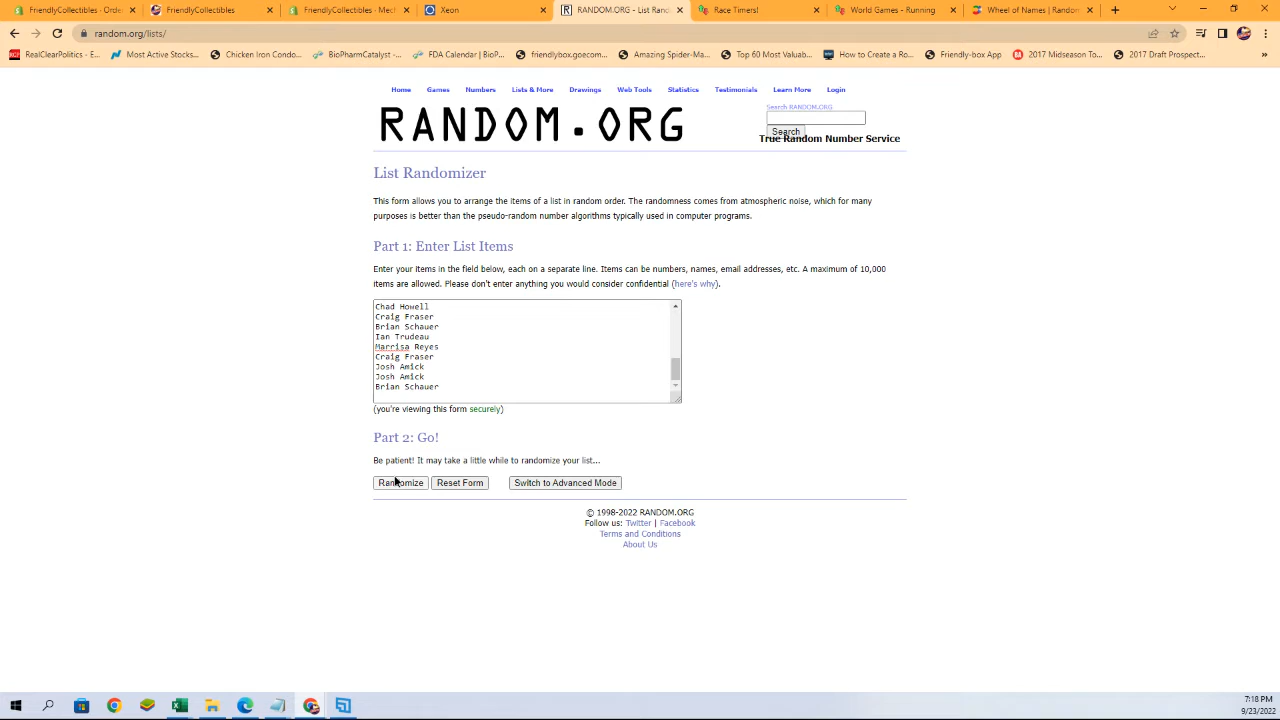 FriendlyCollectibles - Orde
FriendlyCollectibles
FriendlyCollectibles - Me
Xeon
RANDOM.ORG - List Rando
Race Timers!
World Games - Running
Wheel of Names | Random
random.org/lists/
RealClearPolitics - E...
Most Active Stocks...
Chicken Iron Condo...
BioPharmCatalyst...
FDA Calendar | BioP...
friendlybox.goecom...
Amazing Spider-Ma...
Top 60 Most Valuab...
How to Create a Ro...
Friendly-box App
2017 Midseason To...
2017 Draft Prospect...
Home Games Numbers Lists & More Drawings Web Tools Statistics Testimonials Learn More Login
RANDOM.ORG
Search RANDOM.ORG
Search
True Random Number Service
List Randomizer
This form allows you to arrange the items of a list in random order. The randomness comes from atmospheric noise, which for many
purposes is better than the pseudo-random number algorithms typically used in computer programs.
Part 1: Enter List Items
Enter your items in the field below, each on a separate line. Items can be numbers, names, email addresses, etc. A maximum of 10,000
items are allowed. Please don't enter anything you would consider confidential (here's why).
Chad Howell
Craig Fraser
Brian Schauer
Ian Trudeau
Marrisa Reyes
Craig Fraser
Josh Amick
Josh Amick
Brian Schauer
(you're viewing this form securely)
Part 2: Go!
Be patient! It may take a little while to randomize your list...
Randomize Reset Form Switch to Advanced Mode
© 1998-2022 RANDOM.ORG
Follow us: Twitter | Facebook
Terms and Conditions
About Us
7:18 PM
9/23/2022